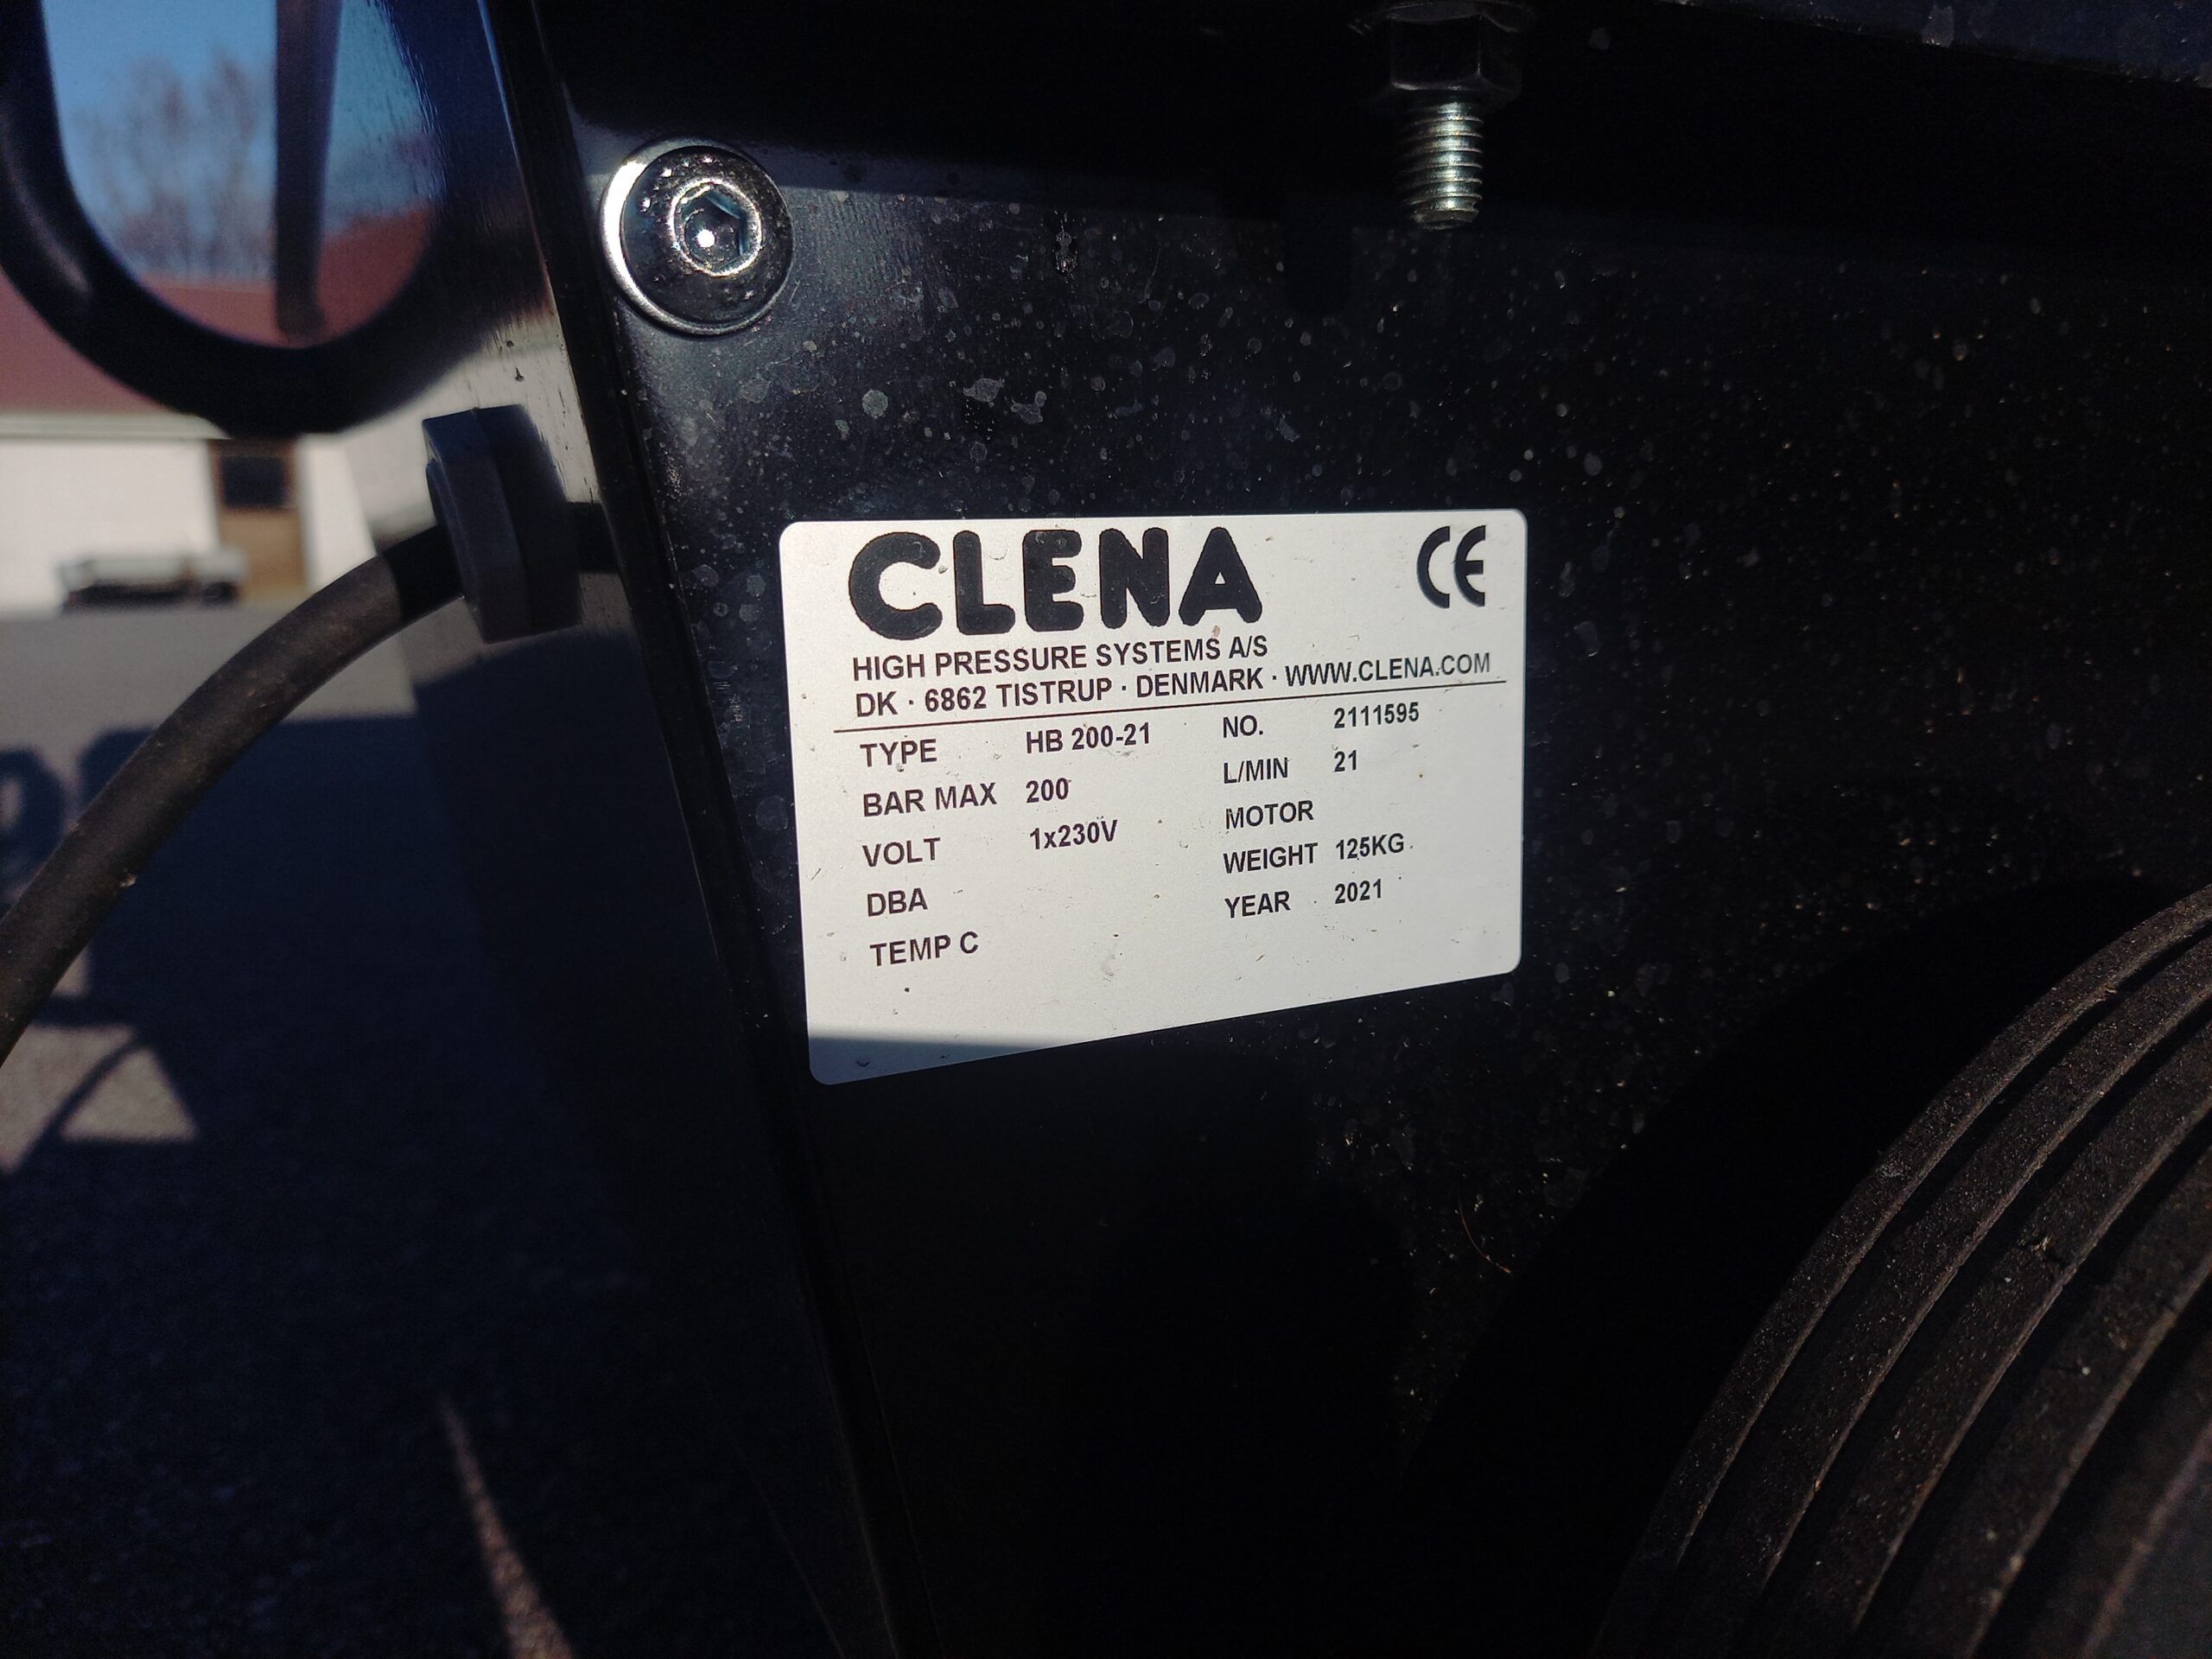 CLENA CE
HIGH PRESSURE SYSTEMS A/S
DK · 6862 TISTRUP · DENMARK · WWW.CLENA.COM
TYPE HB 200-21 NO. 2111595
BAR MAX 200 L/MIN 21
VOLT 1x230V MOTOR
DBA WEIGHT 125KG
TEMP C YEAR 2021